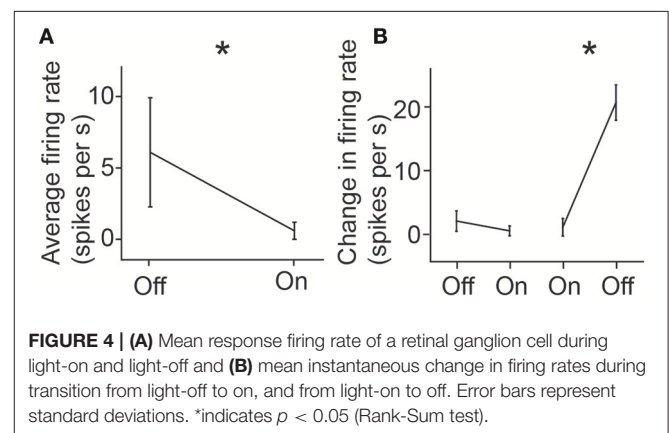 A
*
Average firing rate
(spikes per s)
10
5
0
Off
On
B
*
Change in firing rate
(spikes per s)
20
10
0
Off
On
On
Off
FIGURE 4 | (A) Mean response firing rate of a retinal ganglion cell during
light-on and light-off and (B) mean instantaneous change in firing rates during
transition from light-off to on, and from light-on to off. Error bars represent
standard deviations. *indicates p < 0.05 (Rank-Sum test).